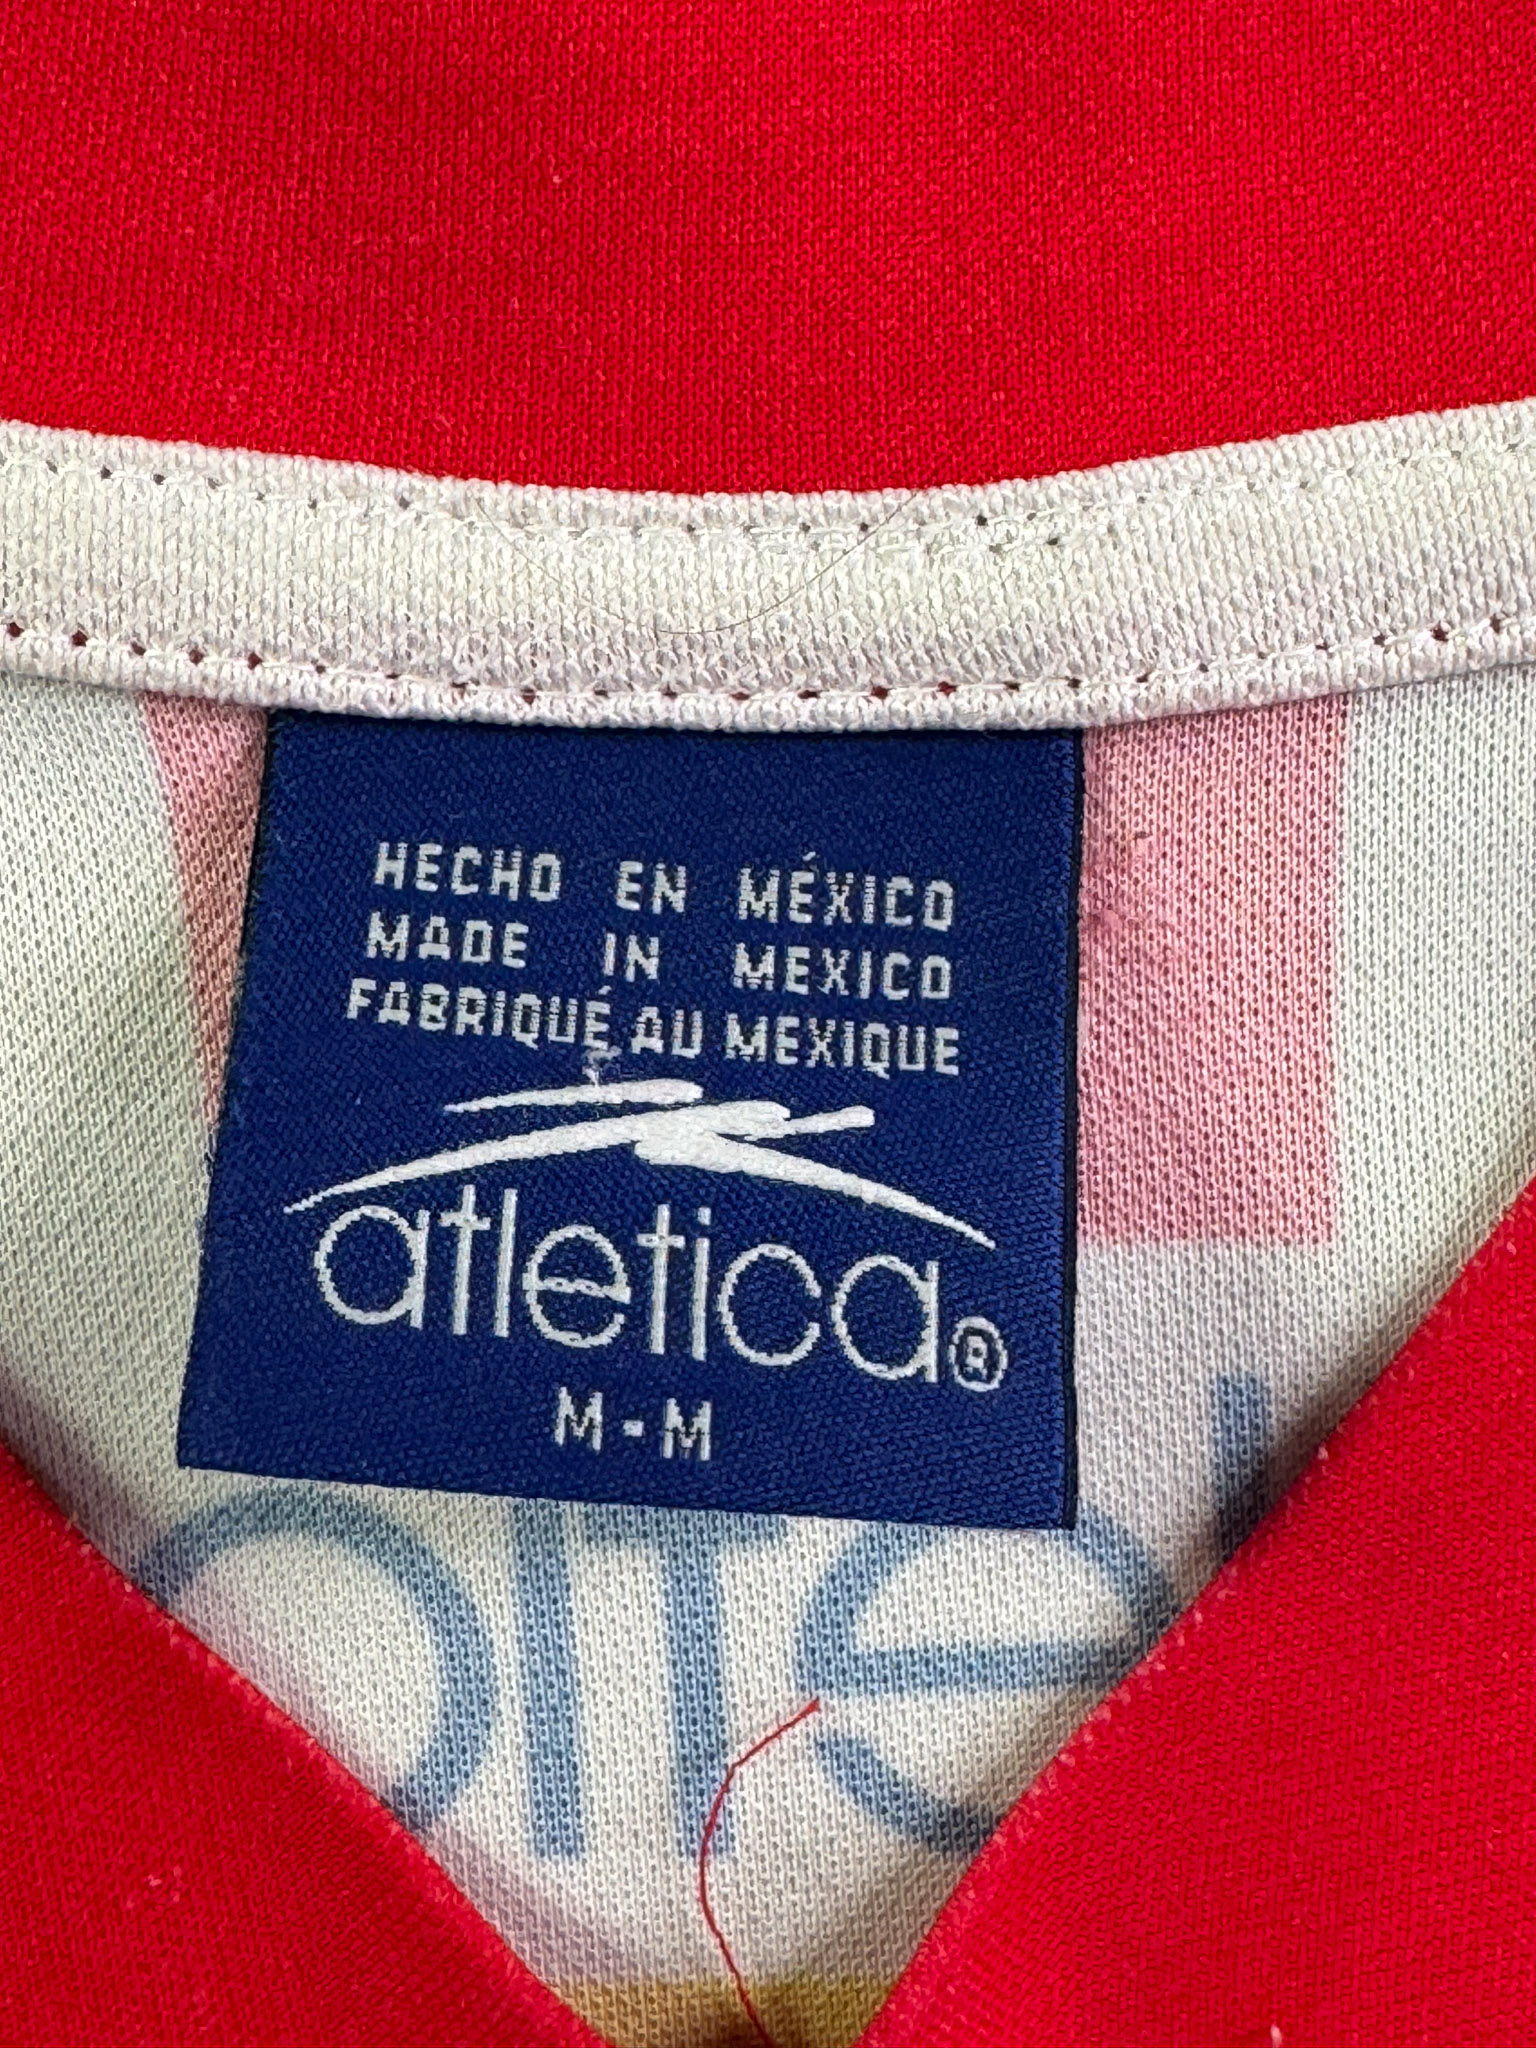 HECHO EN MÉXICO
MADE IN MEXICO
FABRIQUÉ AU MEXIQUE
atletica®
M - M